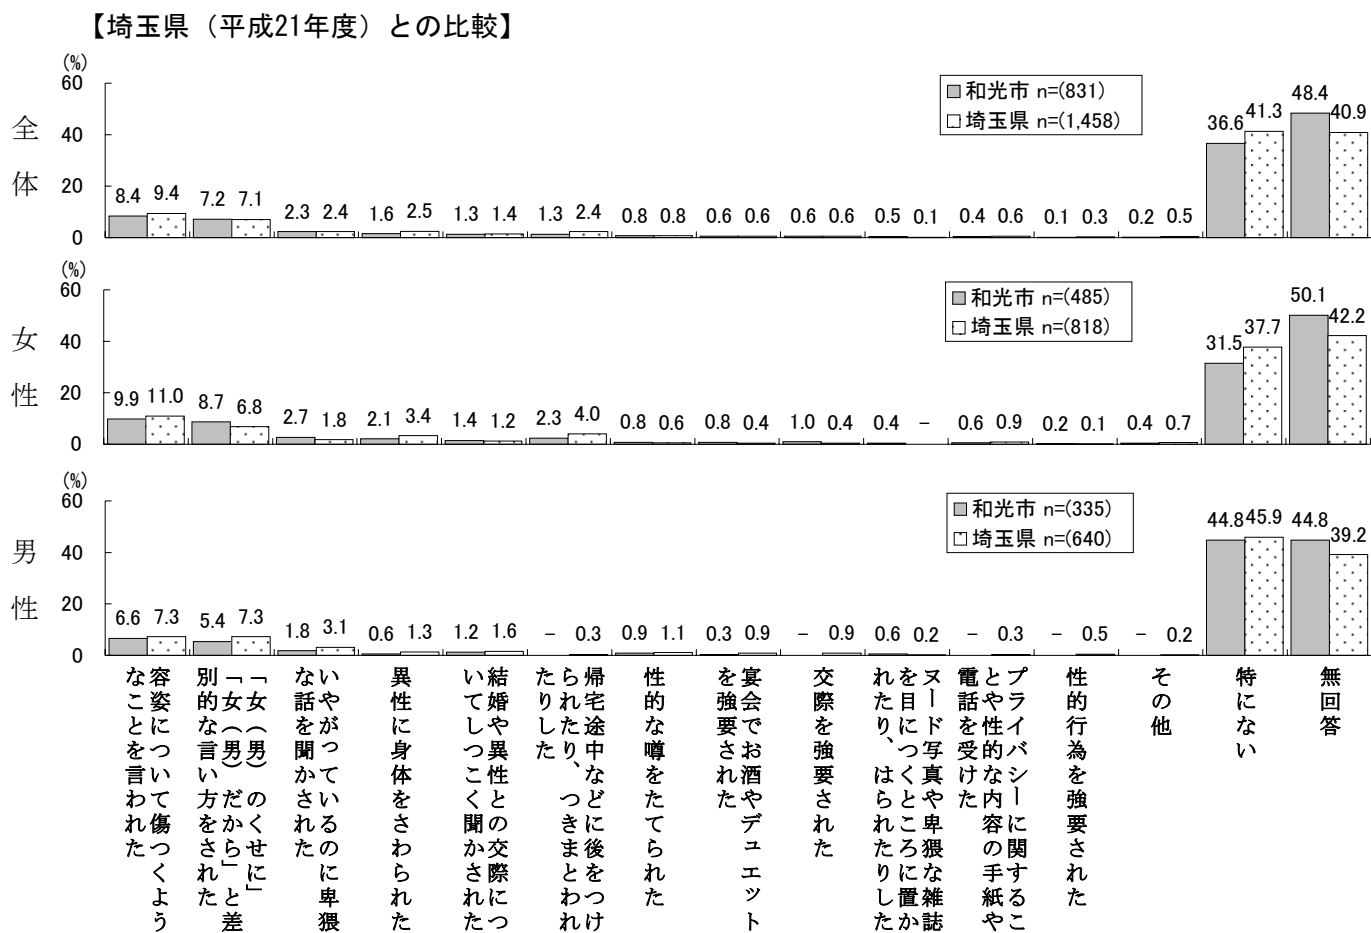 【埼玉県（平成21年度）との比較】
(%)
60
40
20
0
全体
和光市 n=(831)
埼玉県 n=(1,458)
8.4 9.4 7.2 7.1 2.3 2.4 1.6 2.5 1.3 1.4 1.3 2.4 0.8 0.8 0.6 0.6 0.6 0.6 0.5 0.1 0.4 0.6 0.1 0.3 0.2 0.5 36.6 41.3 48.4 40.9
(%)
60
40
20
0
女性
和光市 n=(485)
埼玉県 n=(818)
9.9 11.0 8.7 6.8 2.7 1.8 2.1 3.4 1.4 1.2 2.3 4.0 0.8 0.6 0.8 0.4 1.0 0.4 0.4 － 0.6 0.9 0.2 0.1 0.4 0.7 31.5 37.7 50.1 42.2
(%)
60
40
20
0
男性
和光市 n=(335)
埼玉県 n=(640)
6.6 7.3 5.4 7.3 1.8 3.1 0.6 1.3 1.2 1.6 － 0.3 0.9 1.1 0.3 0.9 － 0.9 0.6 0.2 － 0.3 － 0.5 － 0.2 44.8 45.9 44.8 39.2
容姿について傷つくよう
なことを言われた
「女（男）のくせに」
「女（男）だから」と差
別的な言い方をされた
いやがっているのに卑猥
な話を聞かされた
異性に身体をさわられた
結婚や異性との交際につ
いてしつこく聞かされた
帰宅途中などに後をつけ
られたり、つきまとわれ
たりした
性的な噂をたてられた
宴会でお酒やデュエット
を強要された
交際を強要された
ヌード写真や卑猥な雑誌
を目につくところに置か
れたり、はられたりした
プライバシーに関するこ
とや性的な内容の手紙や
電話を受けた
性的行為を強要された
その他
特にない
無回答